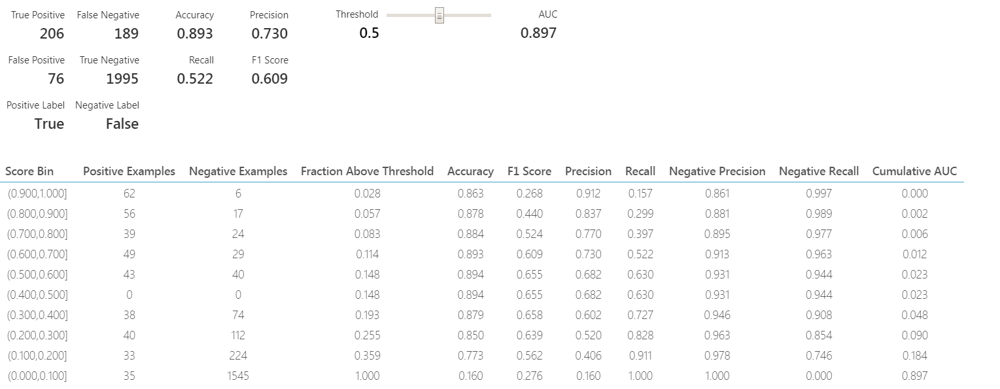 True Positive False Negative Accuracy Precision Threshold AUC
206 189 0.893 0.730 0.5 0.897
False Positive True Negative Recall F1 Score
76 1995 0.522 0.609
Positive Label Negative Label
True False
Score Bin Positive Examples Negative Examples Fraction Above Threshold Accuracy F1 Score Precision Recall Negative Precision Negative Recall Cumulative AUC
(0.900,1.000] 62 6 0.028 0.863 0.268 0.912 0.157 0.861 0.997 0.000
(0.800,0.900] 56 17 0.057 0.878 0.440 0.837 0.299 0.881 0.989 0.002
(0.700,0.800] 39 24 0.083 0.884 0.524 0.770 0.397 0.895 0.977 0.006
(0.600,0.700] 49 29 0.114 0.893 0.609 0.730 0.522 0.913 0.963 0.012
(0.500,0.600] 43 40 0.148 0.894 0.655 0.682 0.630 0.931 0.944 0.023
(0.400,0.500] 0 0 0.148 0.894 0.655 0.682 0.630 0.931 0.944 0.023
(0.300,0.400] 38 74 0.193 0.879 0.658 0.602 0.727 0.946 0.908 0.048
(0.200,0.300] 40 112 0.255 0.850 0.639 0.520 0.828 0.963 0.854 0.090
(0.100,0.200] 33 224 0.359 0.773 0.562 0.406 0.911 0.978 0.746 0.184
(0.000,0.100] 35 1545 1.000 0.160 0.276 0.160 1.000 1.000 0.000 0.897